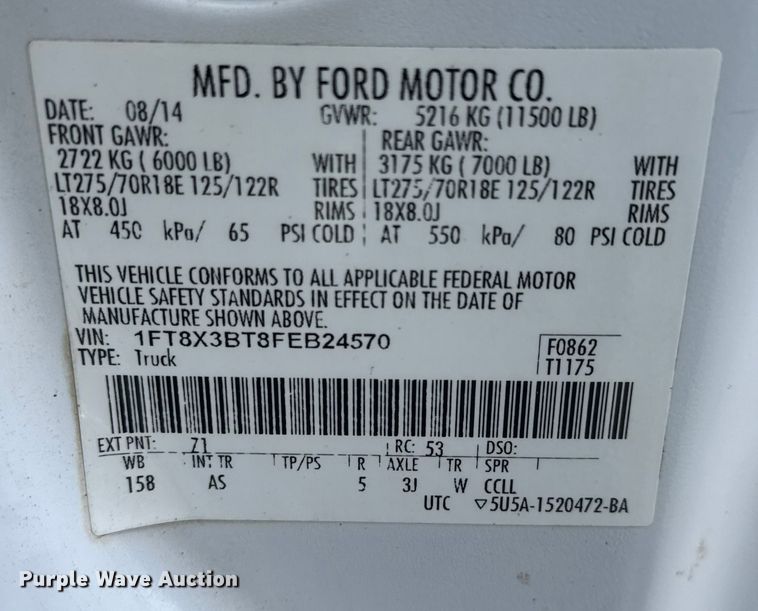 MFD. BY FORD MOTOR CO.
DATE: 08/14 GVWR: 5216 KG (11500 LB)
FRONT GAWR: REAR GAWR:
2722 KG ( 6000 LB) WITH 3175 KG ( 7000 LB) WITH
LT275/70R18E 125/122R TIRES LT275/70R18E 125/122R TIRES
18X8.0J RIMS 18X8.0J RIMS
AT 450 kPa/ 65 PSI COLD AT 550 kPa/ 80 PSI COLD
THIS VEHICLE CONFORMS TO ALL APPLICABLE FEDERAL MOTOR
VEHICLE SAFETY STANDARDS IN EFFECT ON THE DATE OF
MANUFACTURE SHOWN ABOVE.
VIN: 1FT8X3BT8FEB24570 F0862
TYPE: Truck T1175
EXT PNT: Z1 RC: 53 DSO:
WB INT TR TP/PS R AXLE TR SPR
158 AS 5 3J W CCLL
UTC ▽5U5A-1520472-BA
Purple Wave Auction